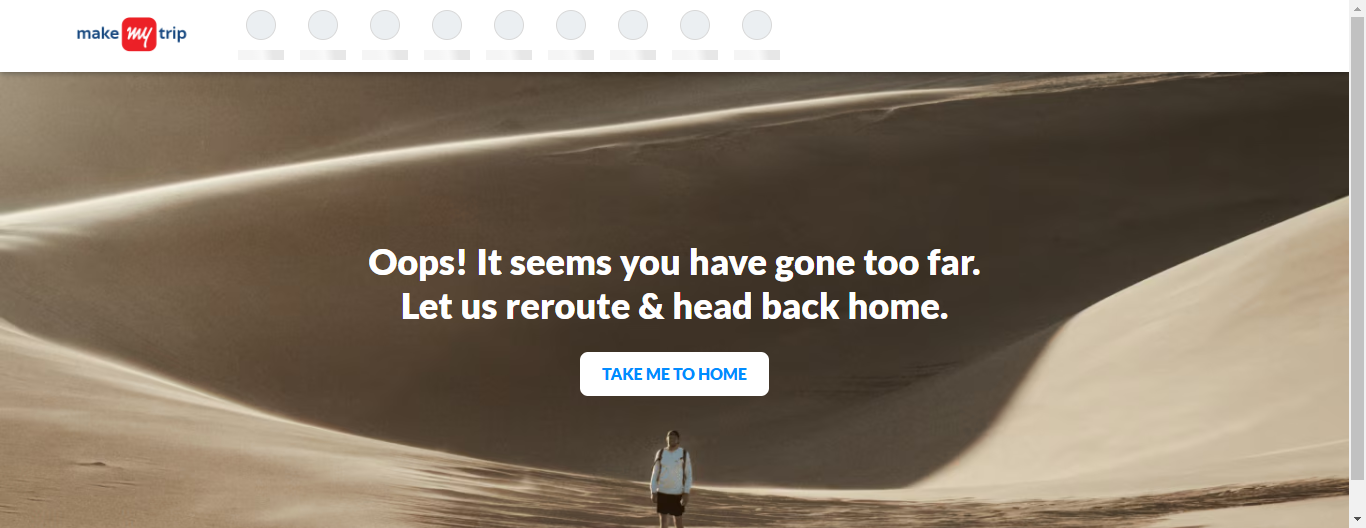 make my trip
Oops! It seems you have gone too far.
Let us reroute & head back home.
TAKE ME TO HOME